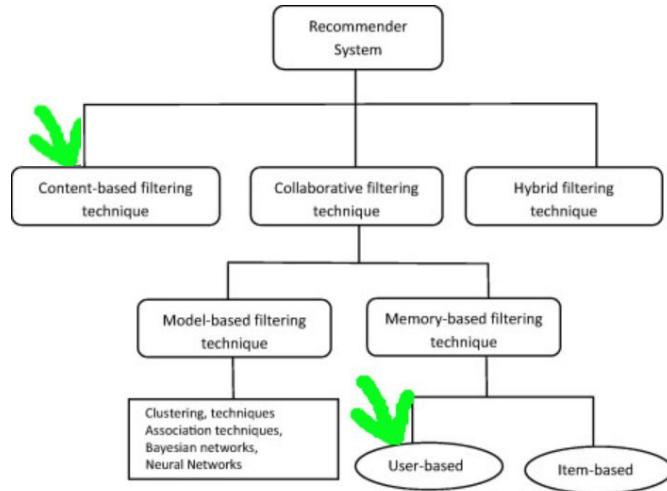 Recommender
System
Content-based filtering
technique
Collaborative filtering
technique
Hybrid filtering
technique
Model-based filtering
technique
Memory-based filtering
technique
Clustering, techniques
Association techniques,
Bayesian networks,
Neural Networks
User-based
Item-based